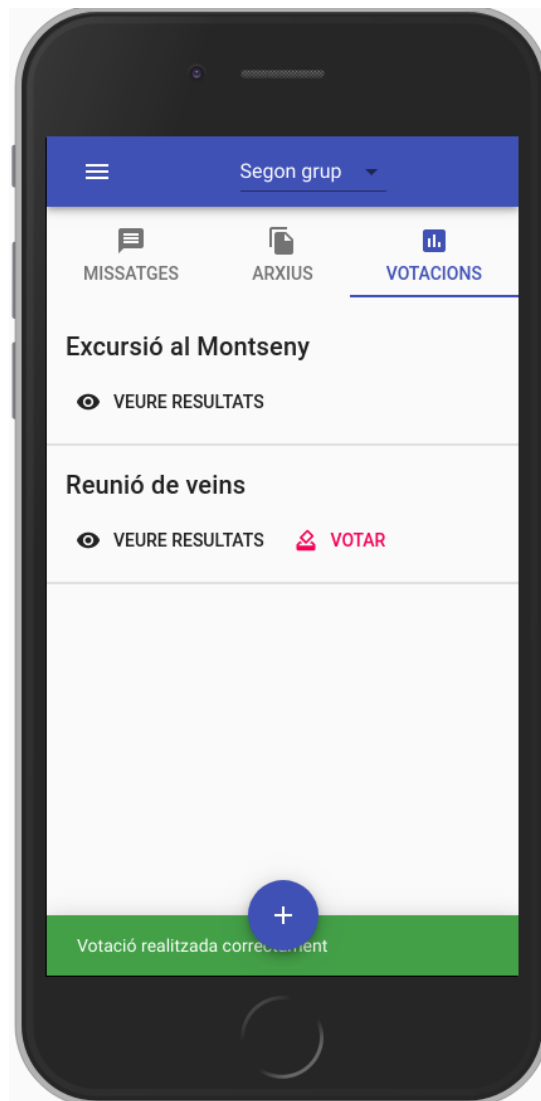 Segon grup
MISSATGES ARXIUS VOTACIONS
Excursió al Montseny
VEURE RESULTATS
Reunió de veins
VEURE RESULTATS VOTAR
+
Votació realitzada correctament